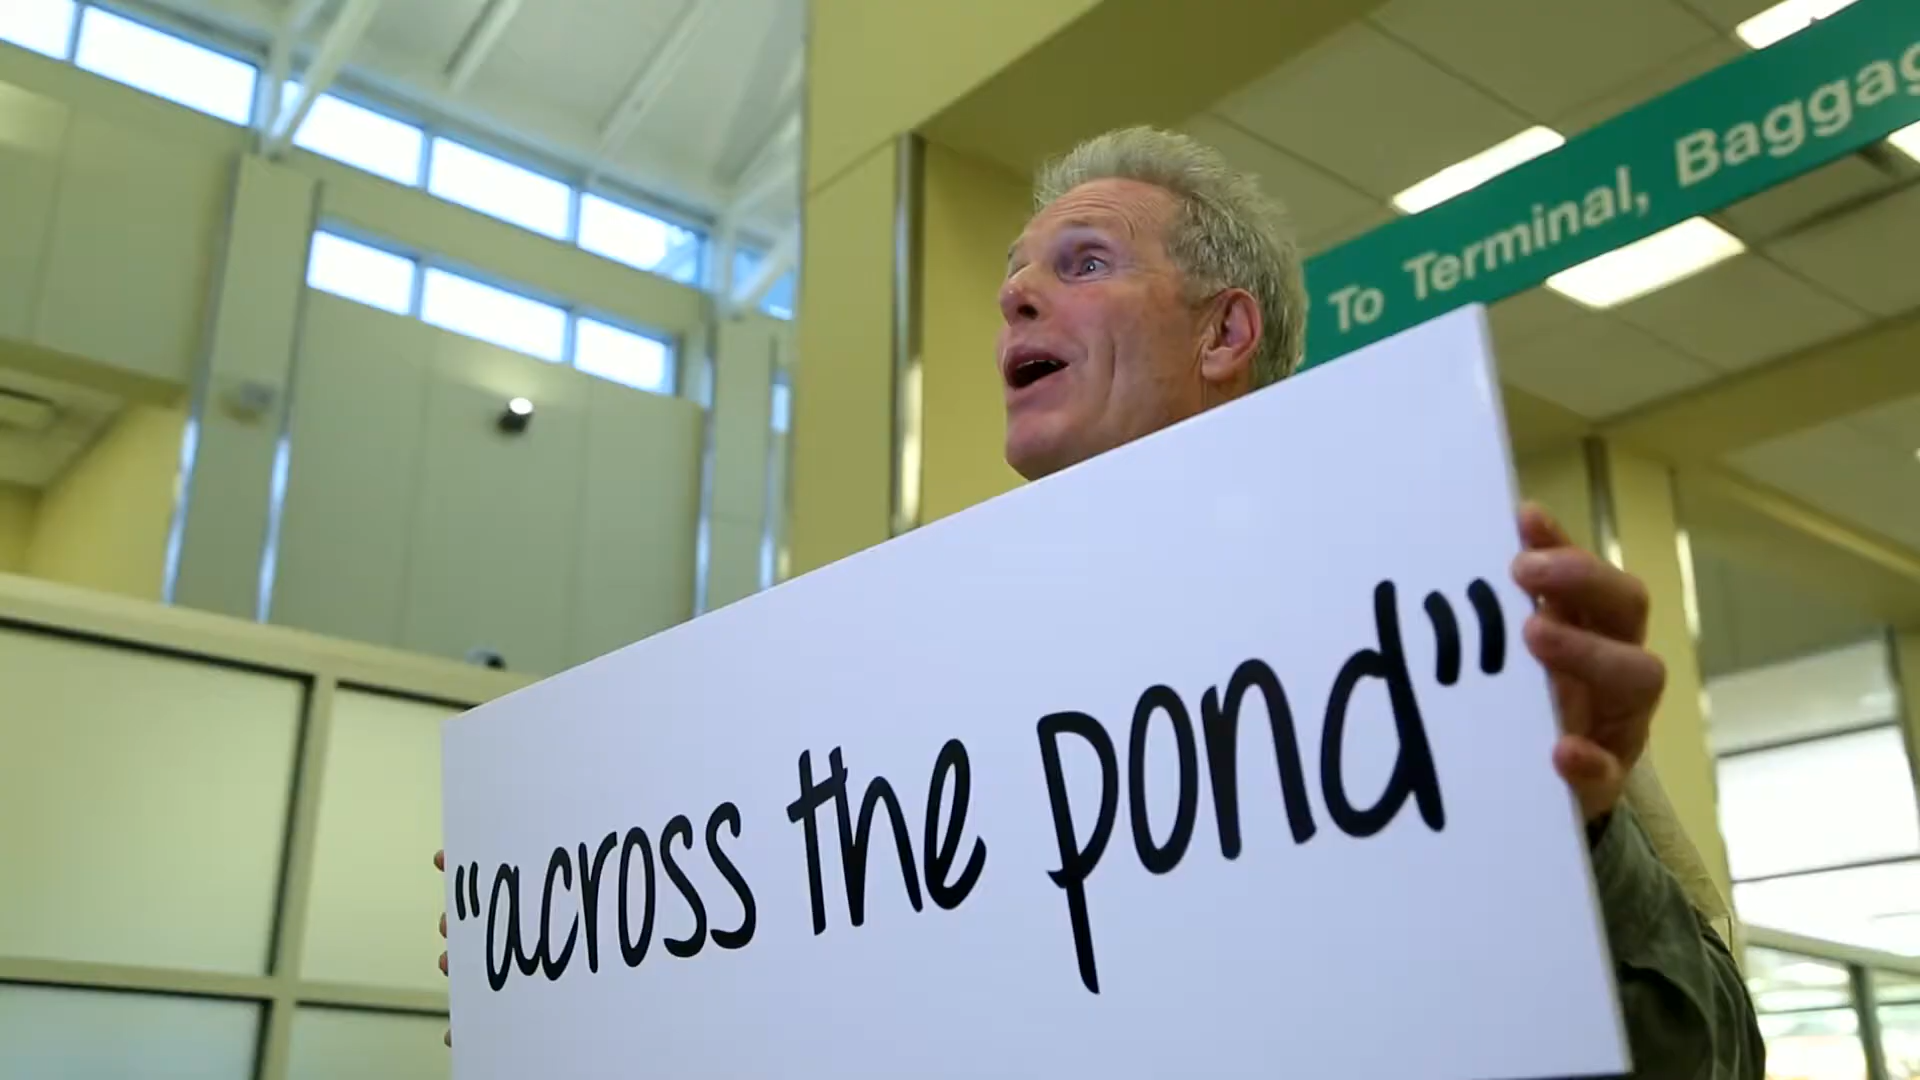 To Terminal, Baggag
“across the pond”